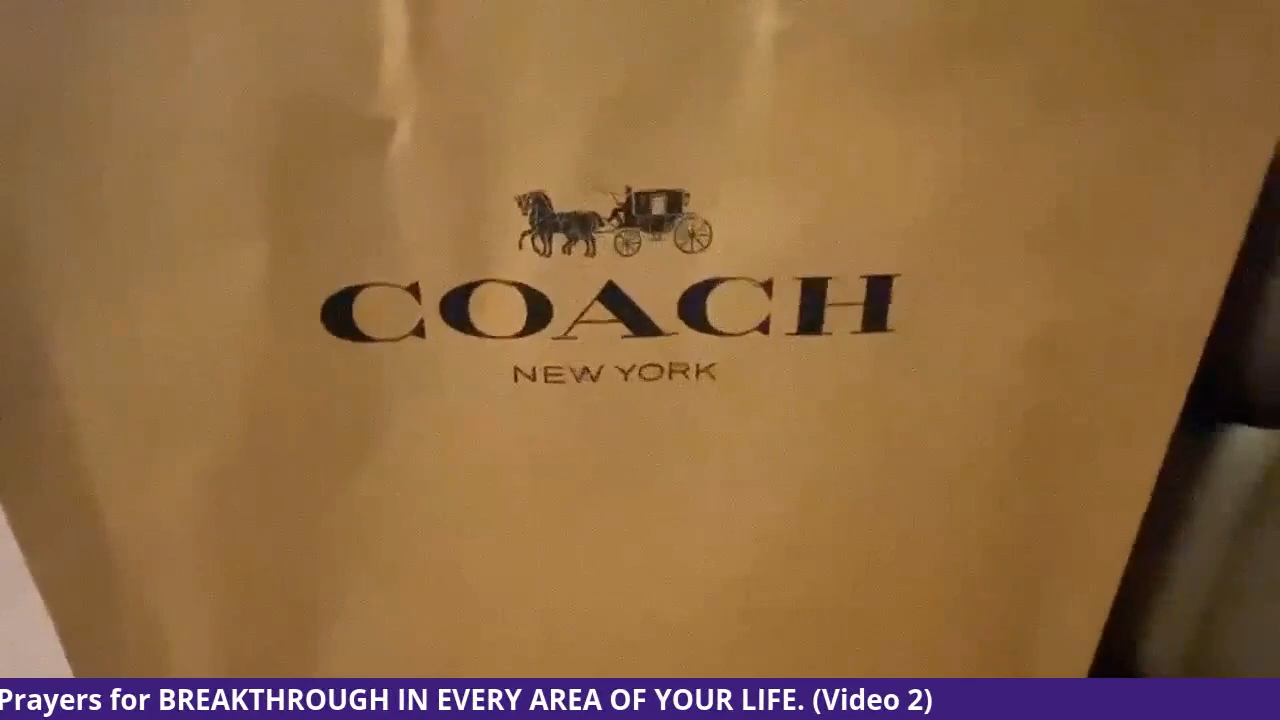 COACH
NEW YORK
Prayers for BREAKTHROUGH IN EVERY AREA OF YOUR LIFE. (Video 2)